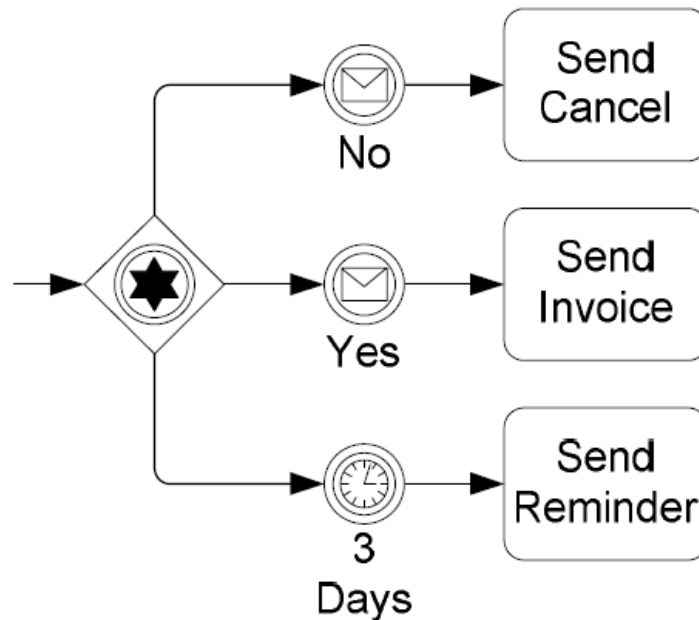 Send
Cancel
No
Send
Invoice
Yes
Send
Reminder
3
Days